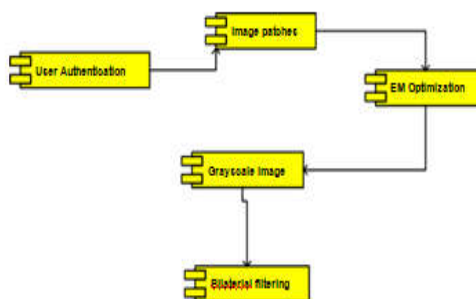 Image patches
User Authentication
EM Optimization
Grayscale Image
Bilaterial filtering